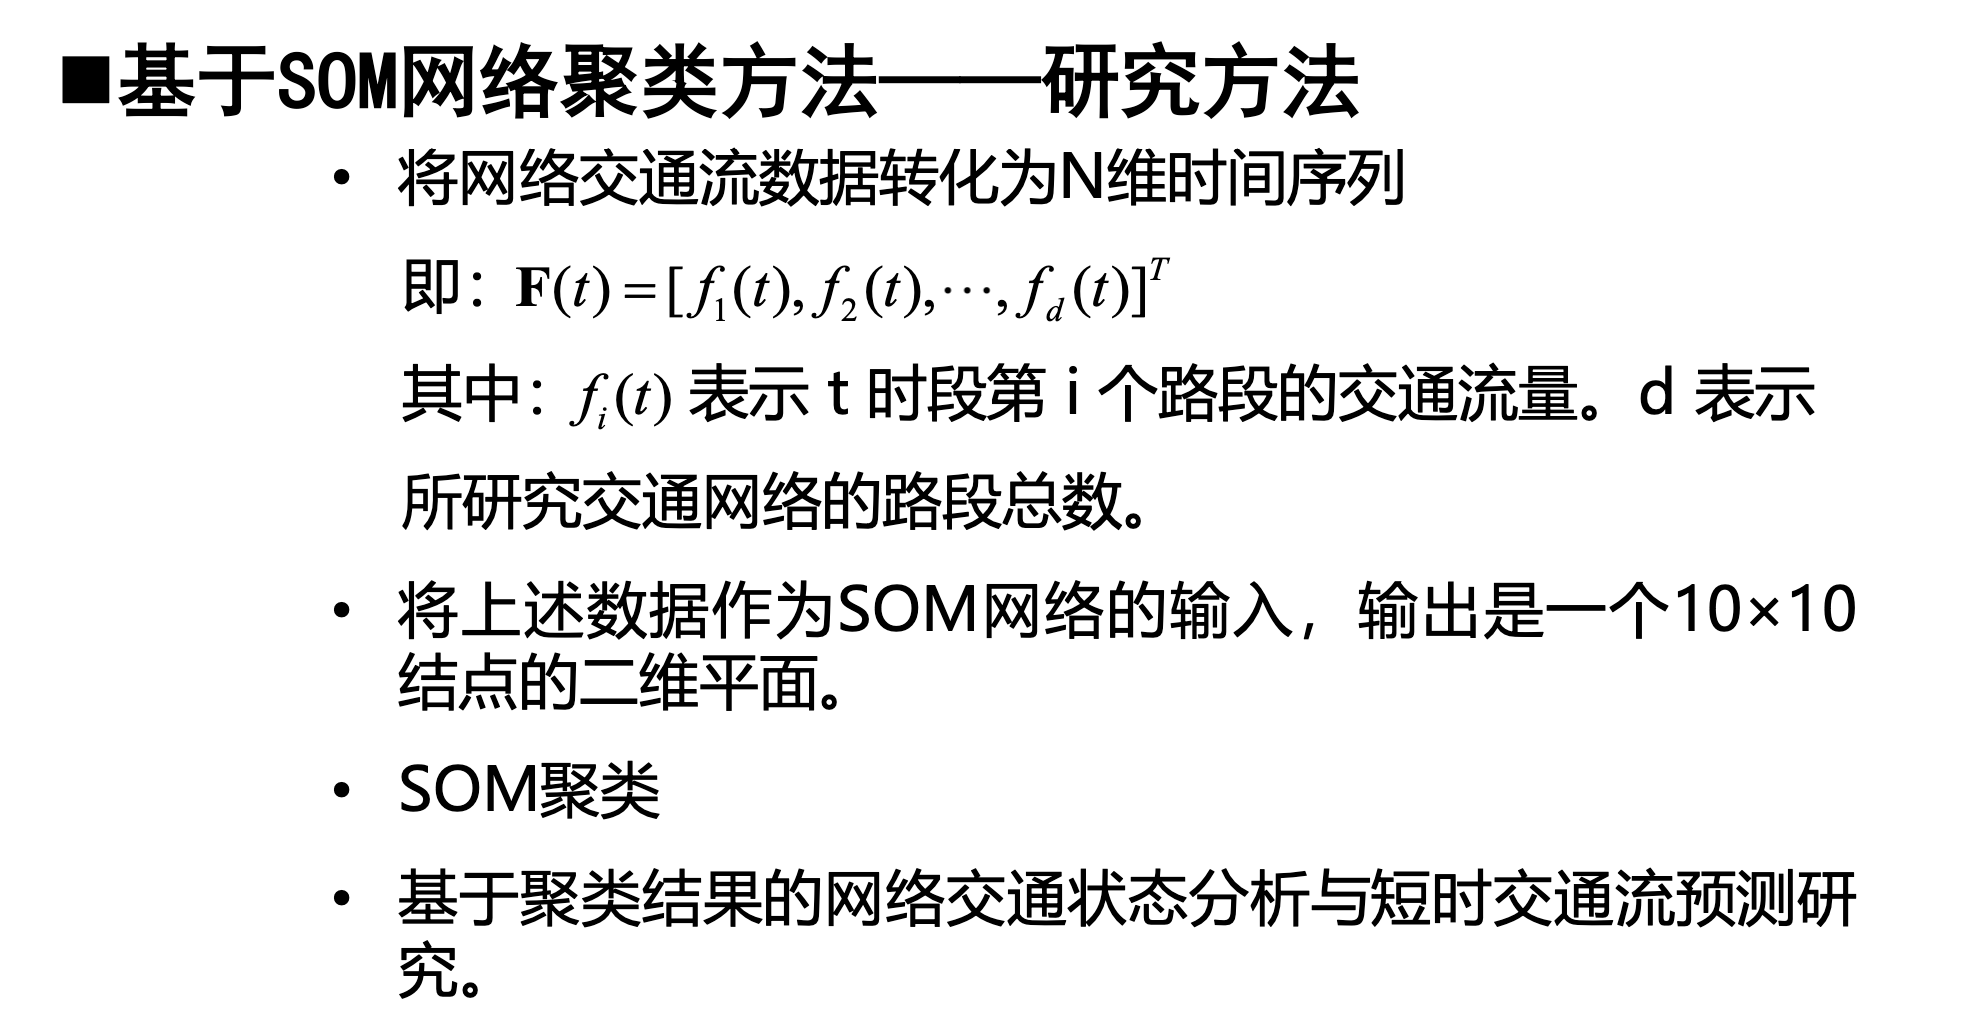 ■基于SOM网络聚类方法——研究方法
• 将网络交通流数据转化为N维时间序列
即：F(t) = [f₁(t), f₂(t), ⋯, f_d(t)]^T
其中：f_i(t) 表示 t 时段第 i 个路段的交通流量。d 表示
所研究交通网络的路段总数。
• 将上述数据作为SOM网络的输入，输出是一个10×10
结点的二维平面。
• SOM聚类
• 基于聚类结果的网络交通状态分析与短时交通流预测研
究。